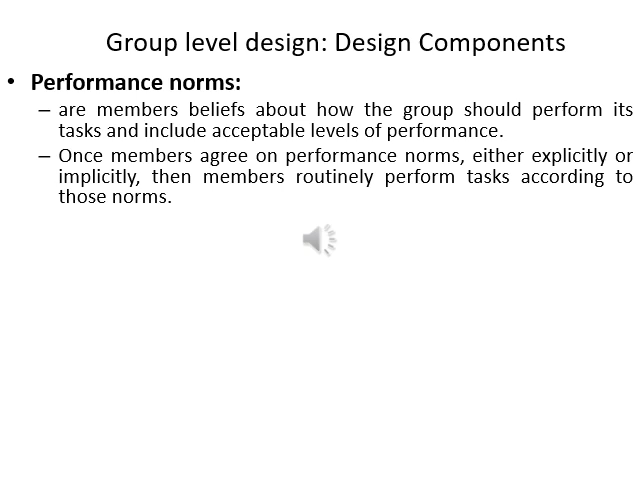 Group level design: Design Components
• Performance norms:
– are members beliefs about how the group should perform its
tasks and include acceptable levels of performance.
– Once members agree on performance norms, either explicitly or
implicitly, then members routinely perform tasks according to
those norms.